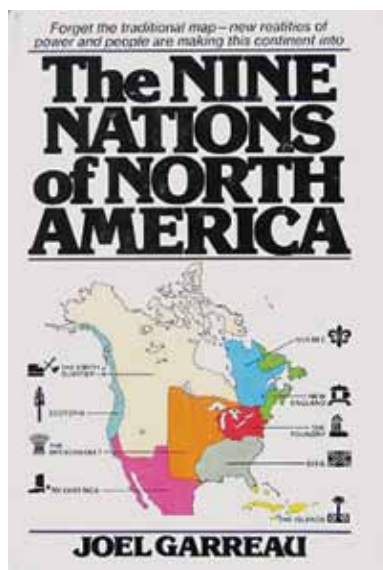 Forget the traditional map—new realities of
power and people are making this continent into
The NINE
NATIONS
of NORTH
AMERICA
QUEBEC
THE EMPTY
QUARTER
NEW
ENGLAND
ECOTOPIA
THE
FOUNDRY
THE
BREADBASKET
DIXIE
MEXAMERICA
THE ISLANDS
JOEL GARREAU